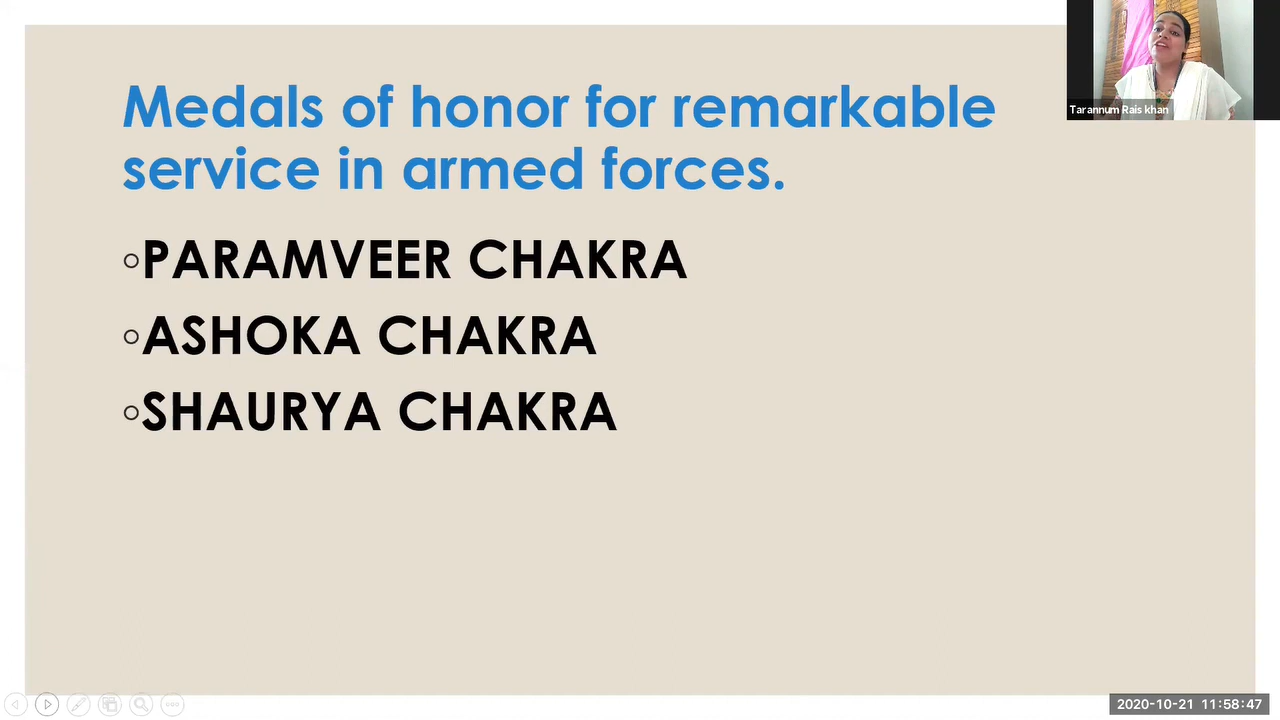 Medals of honor for remarkable
service in armed forces.
◦PARAMVEER CHAKRA
◦ASHOKA CHAKRA
◦SHAURYA CHAKRA
Tarannum Rais khan
2020-10-21 11:58:47